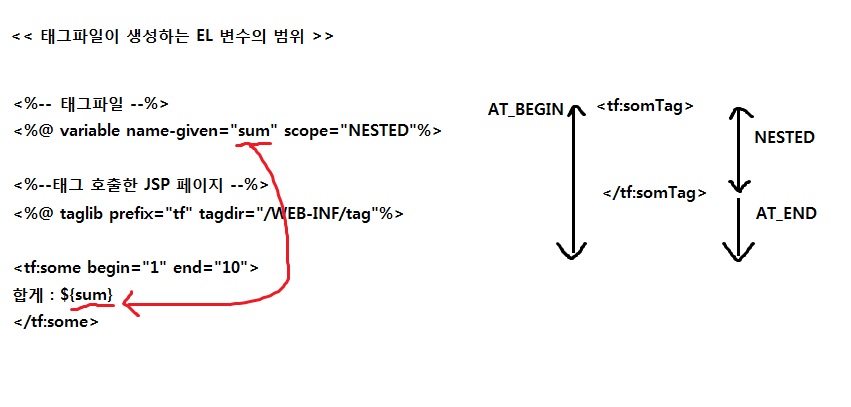 << 태그파일이 생성하는 EL 변수의 범위 >>
<%-- 태그파일 --%>
<%@ variable name-given="sum" scope="NESTED"%>
<%--태그 호출한 JSP 페이지 --%>
<%@ taglib prefix="tf" tagdir="/WEB-INF/tag"%>
<tf:some begin="1" end="10">
합게 : ${sum}
</tf:some>
AT_BEGIN
<tf:somTag>
NESTED
</tf:somTag>
AT_END